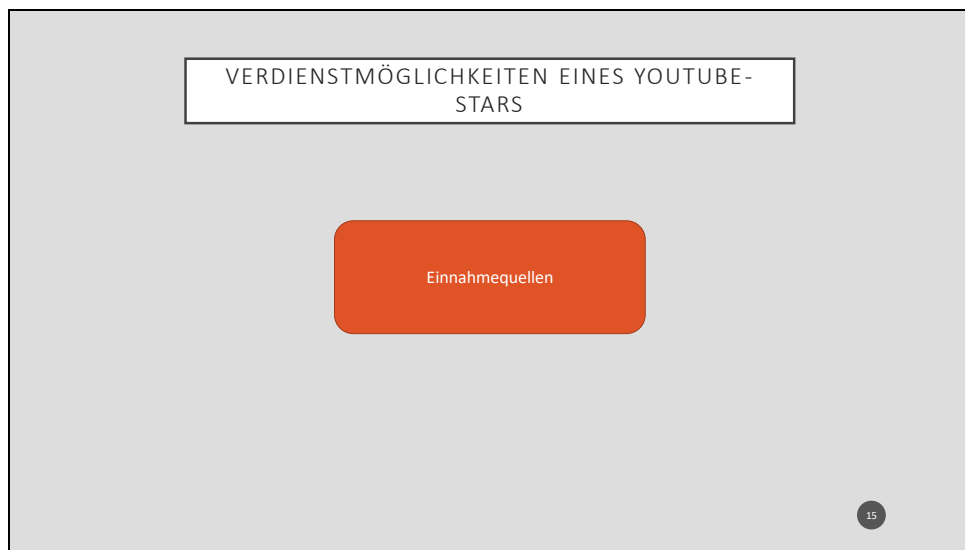 VERDIENSTMÖGLICHKEITEN EINES YOUTUBE-
STARS
Einnahmequellen
15